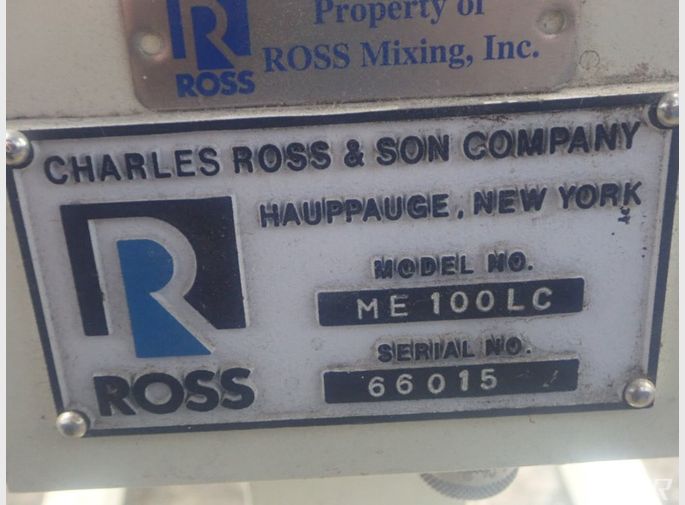 Property of
ROSS Mixing, Inc.
R
ROSS
CHARLES ROSS & SON COMPANY
HAUPPAUGE, NEW YORK
R
ROSS
MODEL NO.
ME 100LC
SERIAL NO.
66015